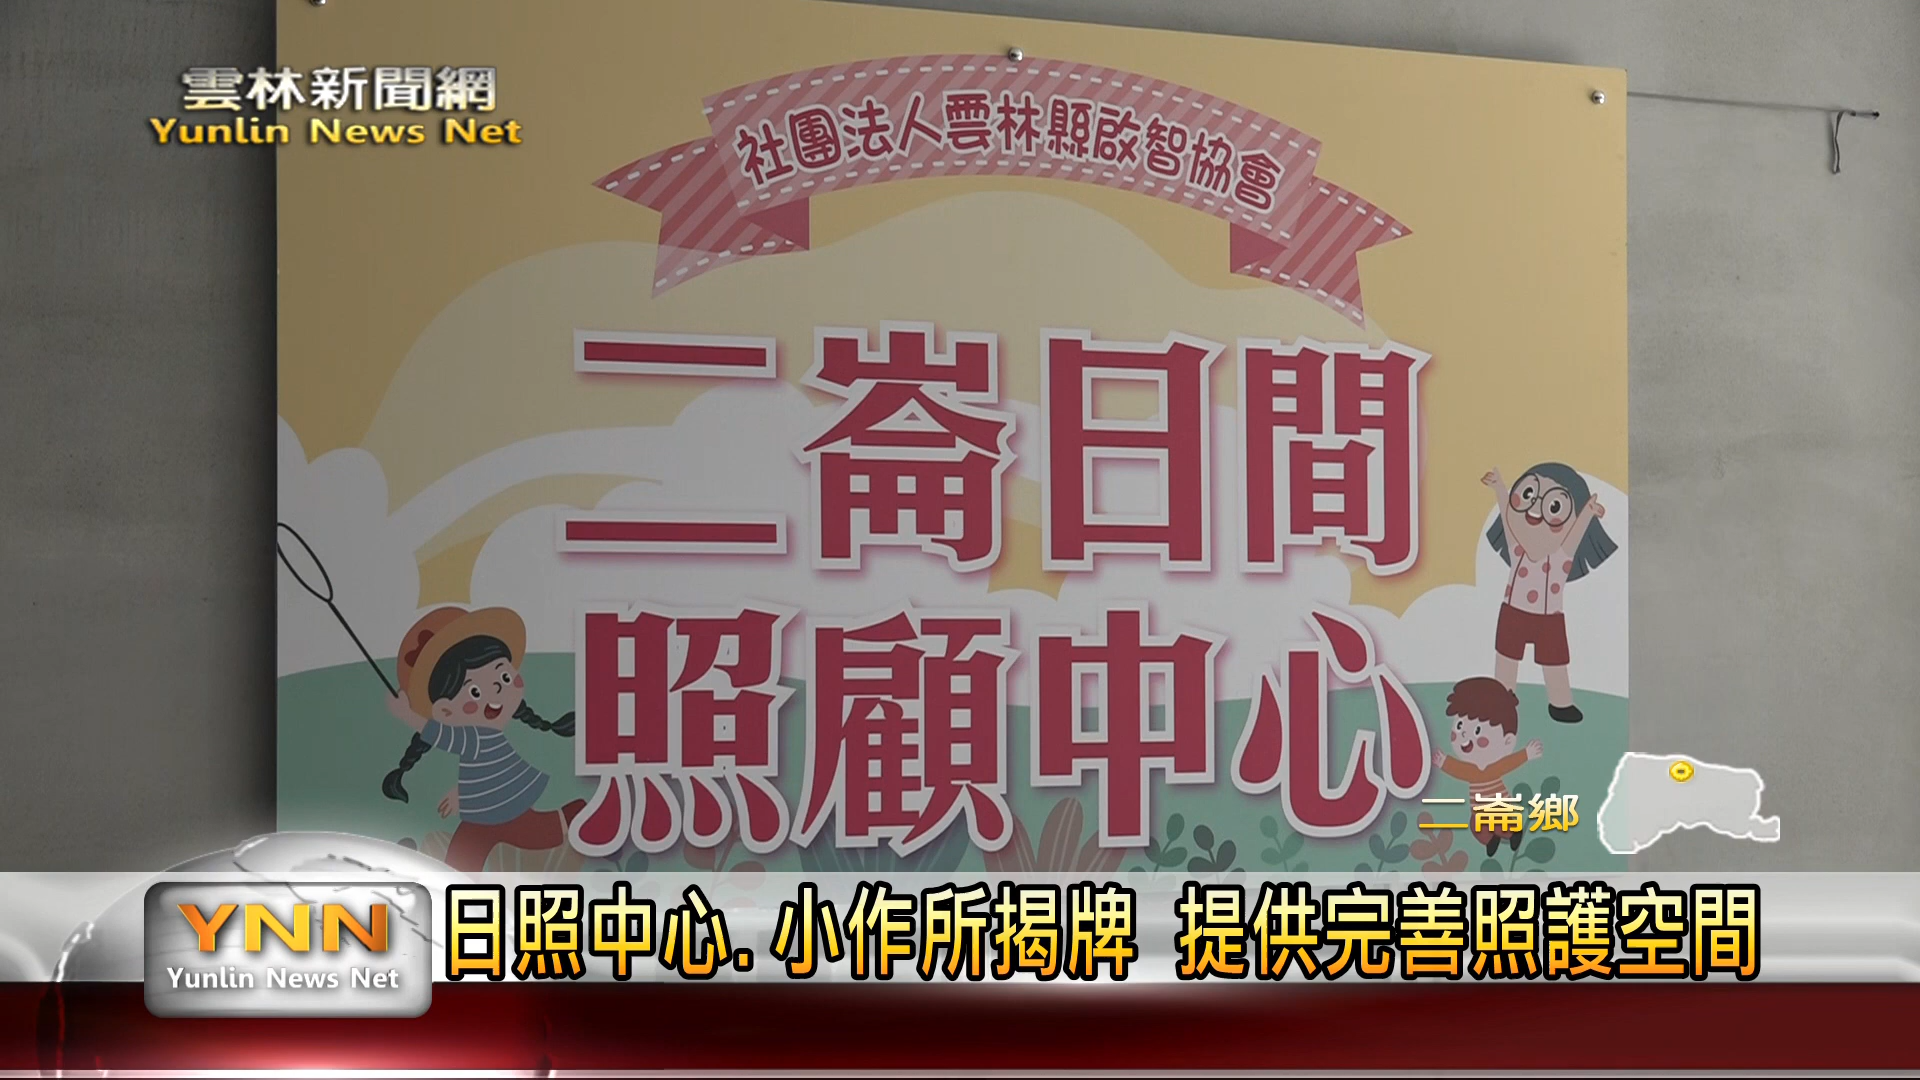 雲林新聞網
Yunlin News Net
社團法人雲林縣啟智協會
二崙日間
照顧中心
二崙鄉
YNN
Yunlin News Net
日照中心.小作所揭牌 提供完善照護空間